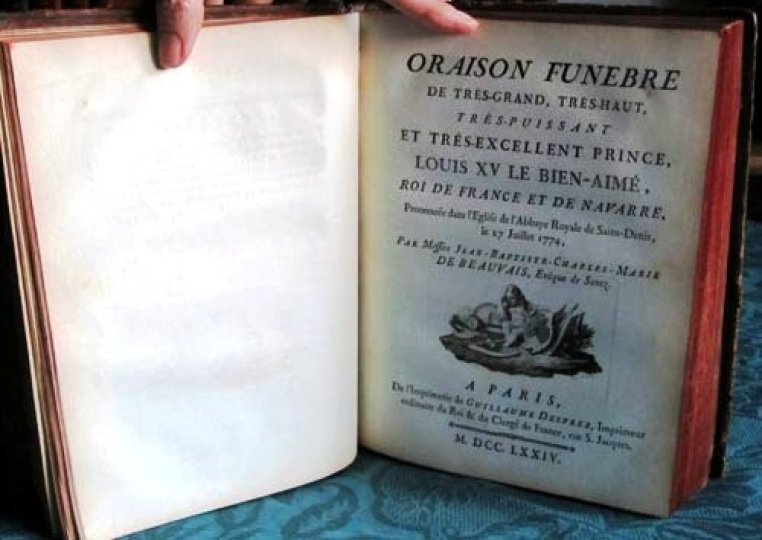 ORAISON FUNEBRE
DE TRÈS-GRAND, TRÈS-HAUT,
TRÈS-PUISSANT
ET TRÈS-EXCELLENT PRINCE,
LOUIS XV LE BIEN-AIMÉ,
ROI DE FRANCE ET DE NAVARRE,
Prononcée dans l'Eglise de l'Abbaye Royale de Saint-Denis,
le 27 Juillet 1774,
PAR Messire JEAN-BAPTISTE-CHARLES-MARIE
DE BEAUVAIS, Evêque de Senez.
A PARIS,
De l'Imprimerie de GUILLAUME DESPREZ, Imprimeur
ordinaire du Roi & du Clergé de France, rue S. Jacques.
M. DCC. LXXIV.